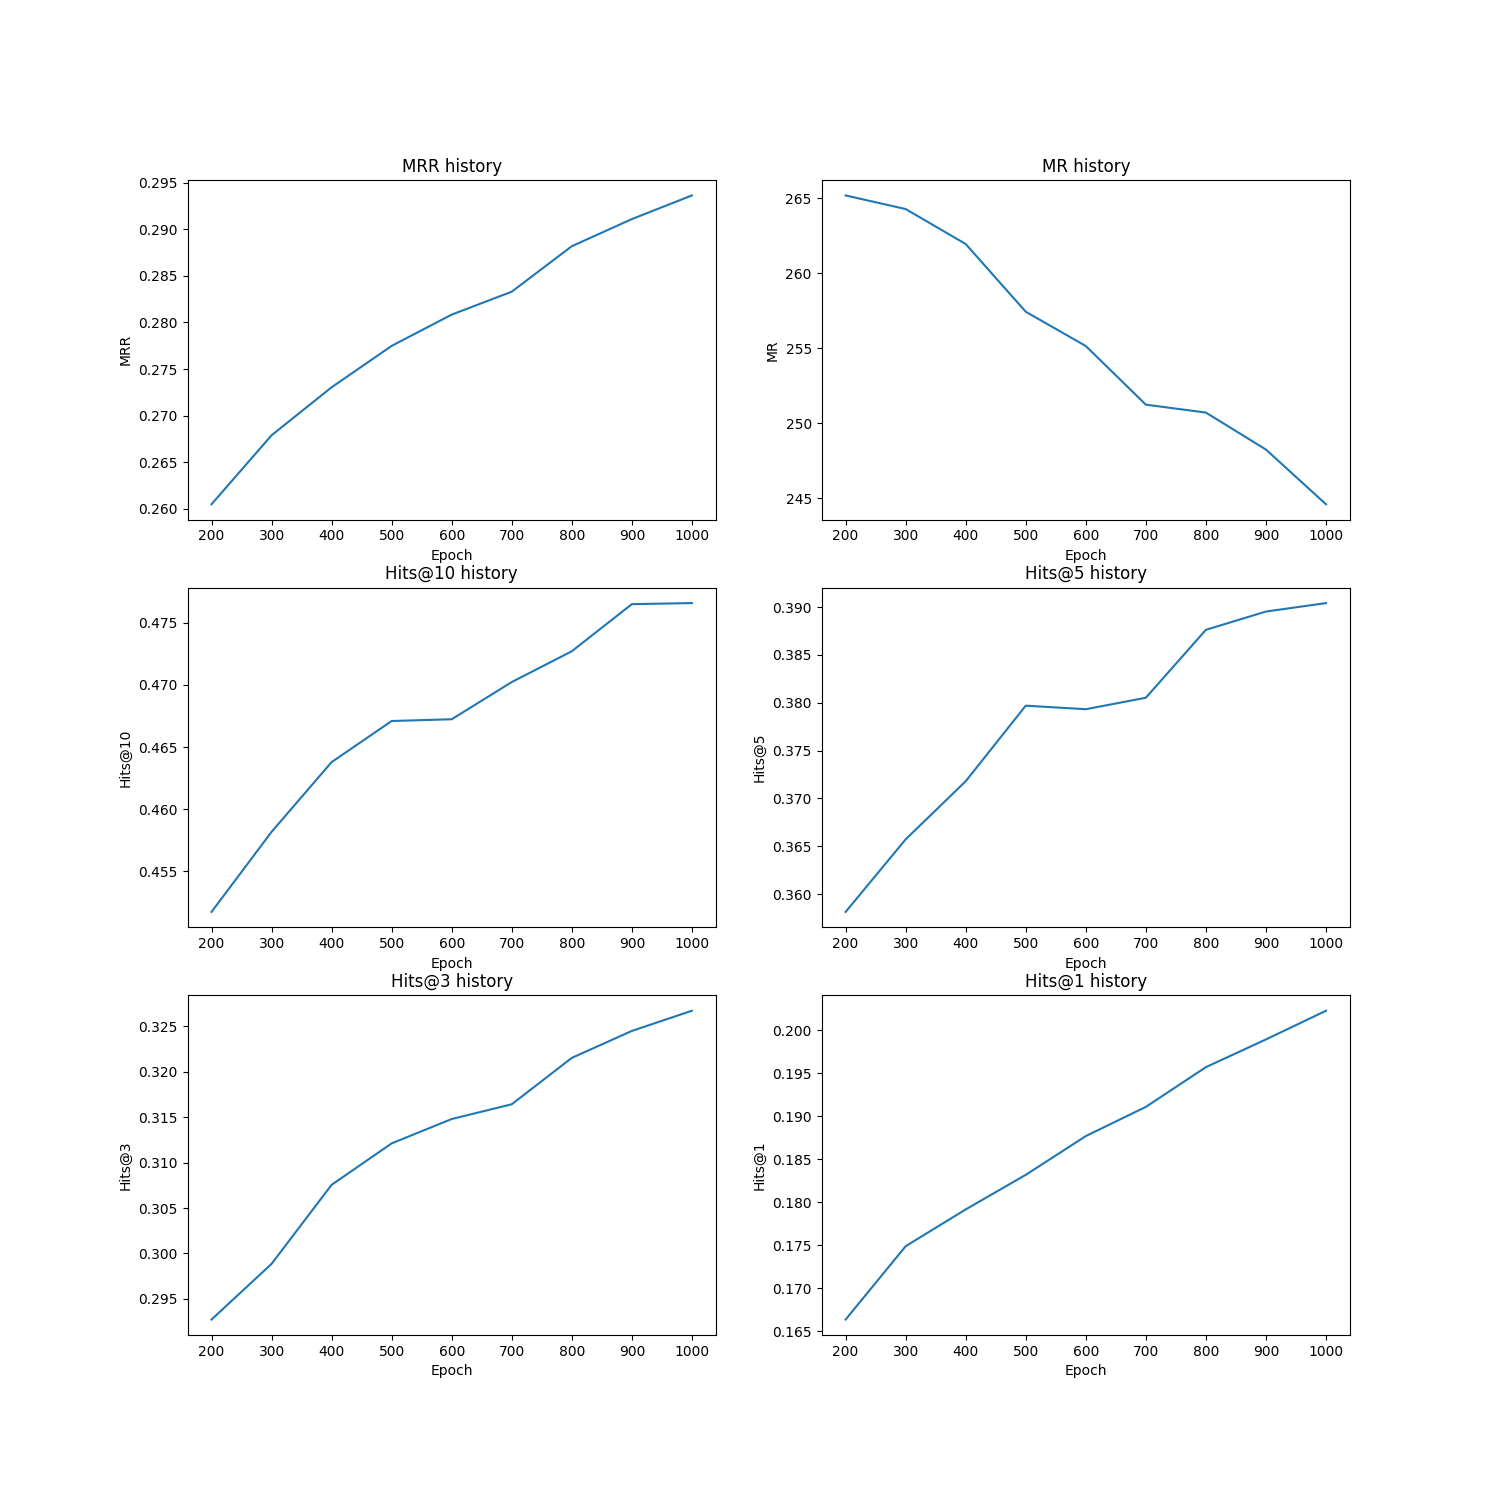 MRR history
0.295
0.290
0.285
0.280
0.275
0.270
0.265
0.260
MRR
200 300 400 500 600 700 800 900 1000
Epoch
MR history
265
260
255
250
245
MR
200 300 400 500 600 700 800 900 1000
Epoch
Hits@10 history
0.475
0.470
0.465
0.460
0.455
Hits@10
200 300 400 500 600 700 800 900 1000
Epoch
Hits@5 history
0.390
0.385
0.380
0.375
0.370
0.365
0.360
Hits@5
200 300 400 500 600 700 800 900 1000
Epoch
Hits@3 history
0.325
0.320
0.315
0.310
0.305
0.300
0.295
Hits@3
200 300 400 500 600 700 800 900 1000
Epoch
Hits@1 history
0.200
0.195
0.190
0.185
0.180
0.175
0.170
0.165
Hits@1
200 300 400 500 600 700 800 900 1000
Epoch